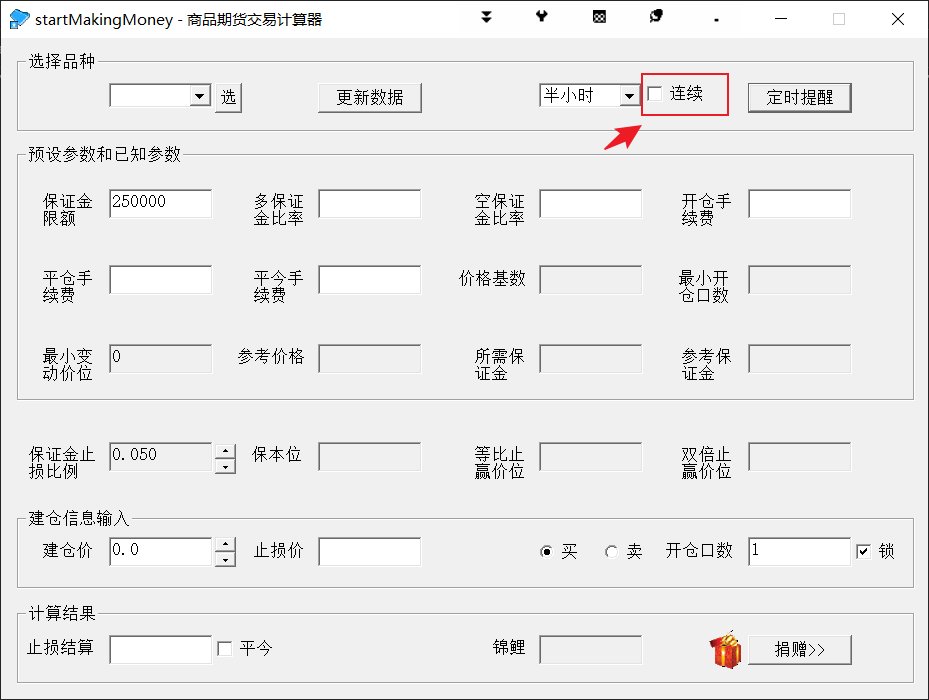 startMakingMoney - 商品期货交易计算器
选择品种
选
更新数据
半小时
连续
定时提醒
预设参数和已知参数
保证金
限额
250000
多保证
金比率
空保证
金比率
开仓手
续费
平仓手
续费
平今手
续费
价格基数
最小开
仓口数
最小变
动价位
0
参考价格
所需保
证金
参考保
证金
保证金止
损比例
0.050
保本位
等比止
赢价位
双倍止
赢价位
建仓信息输入
建仓价
0.0
止损价
买
卖
开仓口数
1
锁
计算结果
止损结算
平今
锦鲤
捐赠>>